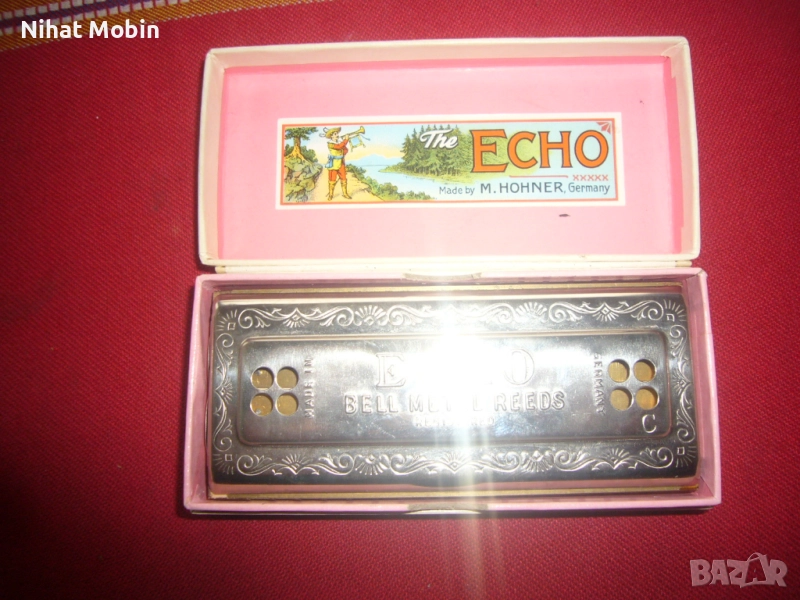 Nihat Mobin
The ECHO
xxxxx
Made by M. HOHNER, Germany
MADE IN
GERMANY
BELL METAL REEDS
C
BAZAR